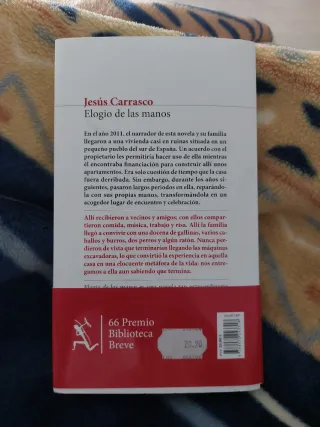 Jesús Carrasco
Elogio de las manos
En el año 2011, el narrador de esta novela y su familia
llegaron a una vivienda casi en ruinas situada en un
pequeño pueblo del sur de España. Un acuerdo con el
propietario les permitiría hacer uso de ella mientras
él encontraba financiación para construir allí unos
apartamentos. Era solo cuestión de tiempo que la casa
fuera derribada. Sin embargo, durante los años si-
guientes, pasaron largos períodos en ella, reparándo-
la con sus propias manos, transformándola en un
acogedor lugar de encuentro y celebración.
Allí recibieron a vecinos y amigos; con ellos compar-
tieron comida, música, trabajo y risa. Allí la familia
llegó a convivir con una docena de gallinas, varios ca-
ballos y burros, dos perros y algún ratón. Nunca per-
dieron de vista que terminarían llegando las máquinas
excavadoras, lo que convirtió la experiencia en aquella
casa en una elocuente metáfora de la vida: nos entre-
gamos a ella aun sabiendo que termina.
66 Premio
Biblioteca
Breve